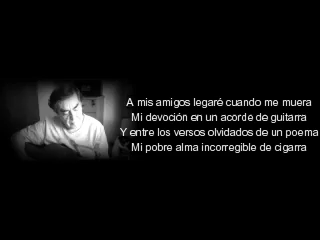 A mis amigos legaré cuando me muera
Mi devoción en un acorde de guitarra
Y entre los versos olvidados de un poema
Mi pobre alma incorregible de cigarra